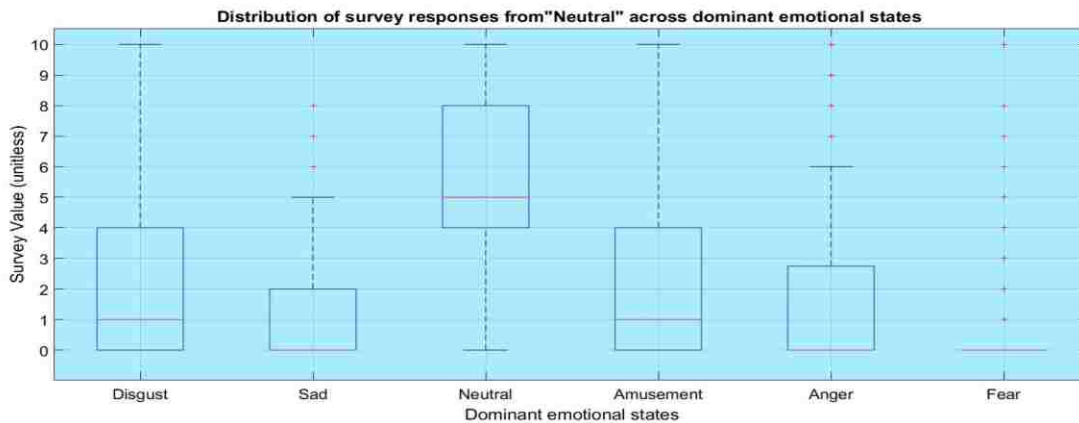 Distribution of survey responses from"Neutral" across dominant emotional states
Survey Value (unitless)
10
9
8
7
6
5
4
3
2
1
0
Disgust Sad Neutral Amusement Anger Fear
Dominant emotional states